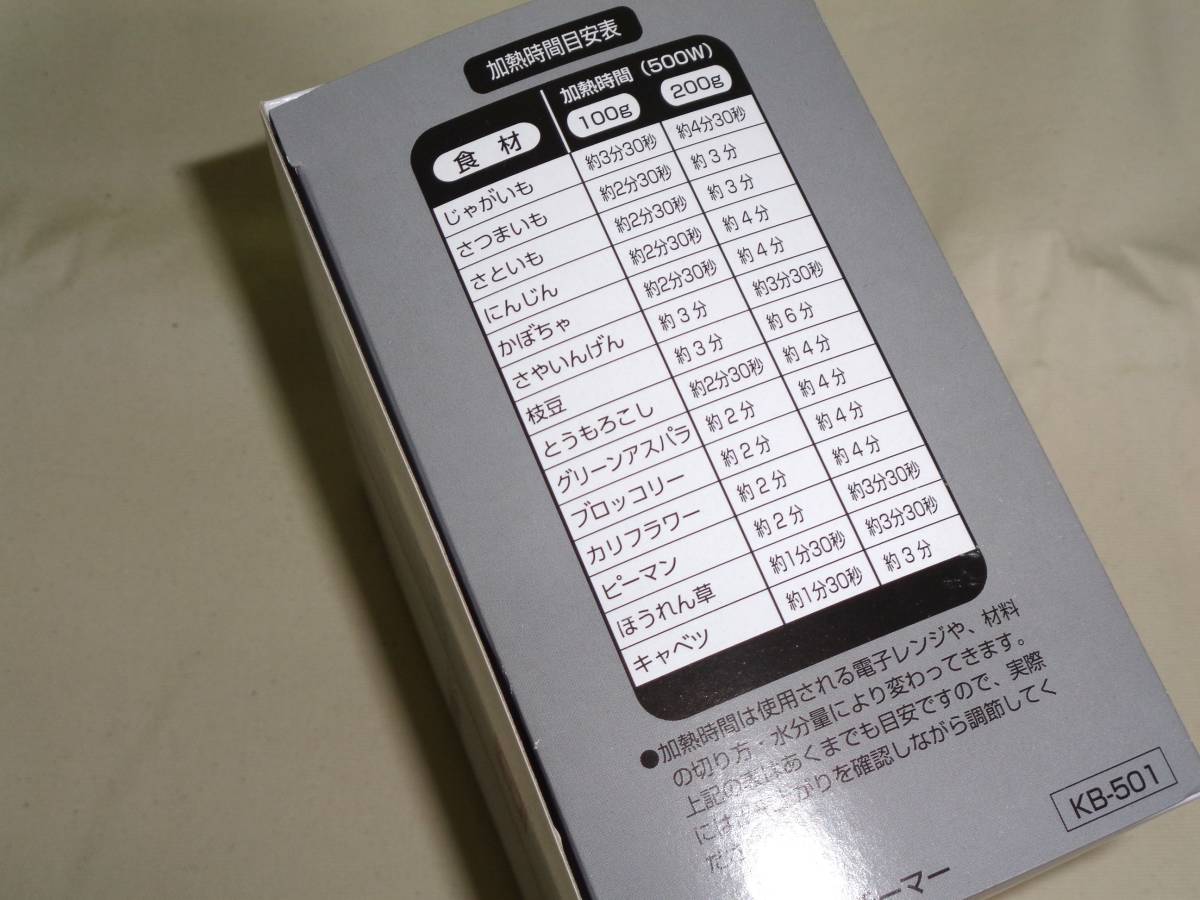 加熱時間目安表
食材 加熱時間（500W）
100g 200g
じゃがいも 約3分30秒 約4分30秒
さつまいも 約2分30秒 約3分
さといも 約2分30秒 約3分
にんじん 約2分30秒 約4分
かぼちゃ 約2分30秒 約4分
さやいんげん 約3分 約3分30秒
枝豆 約3分 約6分
とうもろこし 約2分30秒 約4分
グリーンアスパラ 約2分 約4分
ブロッコリー 約2分 約4分
カリフラワー 約2分 約4分
ピーマン 約2分 約3分30秒
ほうれん草 約1分30秒 約3分30秒
キャベツ 約1分30秒 約3分
●加熱時間は使用される電子レンジや、材料
の切り方・水分量により変わってきます。
上記の表はあくまでも目安ですので、実際
には がりを確認しながら調節してく
だ
KB-501
ーマー